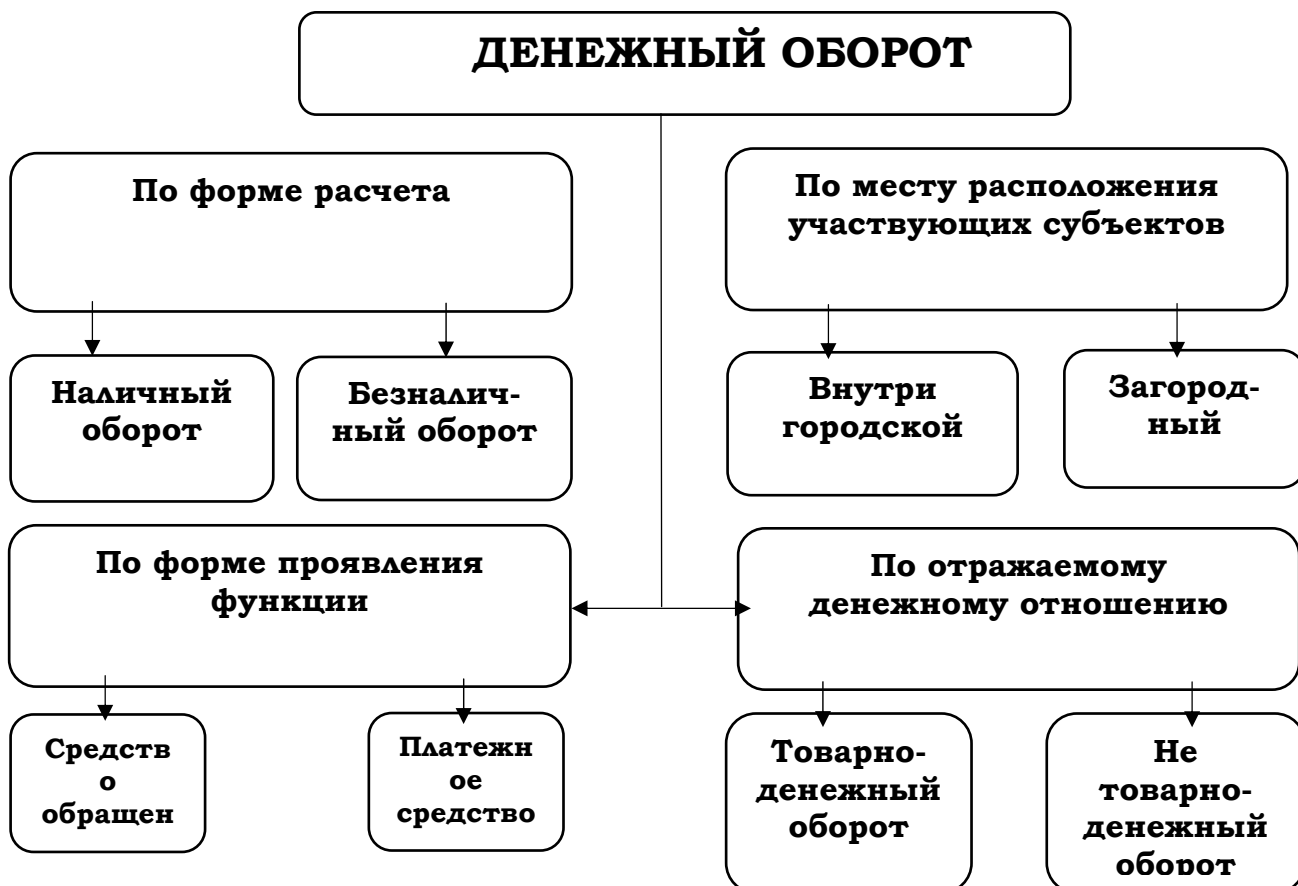 ДЕНЕЖНЫЙ ОБОРОТ
По форме расчета
По месту расположения
участвующих субъектов
Наличный
оборот
Безналич-
ный оборот
Внутри
городской
Загород-
ный
По форме проявления
функции
По отражаемому
денежному отношению
Средств
о
обращен
Платежн
ое
средство
Товарно-
денежный
оборот
Не
товарно-
денежный
оборот